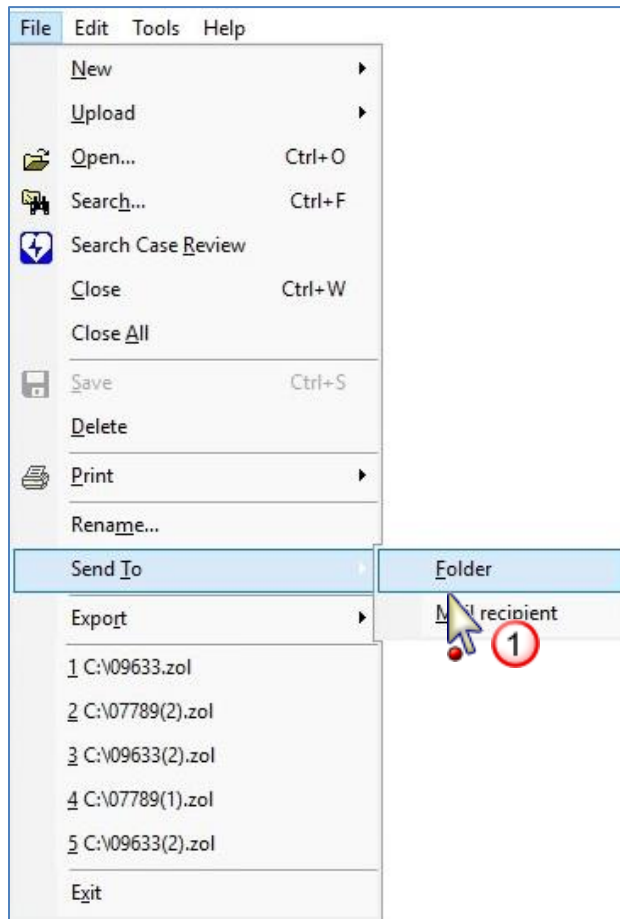 File Edit Tools Help
New
Upload
Open... Ctrl+O
Search... Ctrl+F
Search Case Review
Close Ctrl+W
Close All
Save Ctrl+S
Delete
Print
Rename...
Send To Folder
Export Mail recipient
1
1 C:\09633.zol
2 C:\07789(2).zol
3 C:\09633(2).zol
4 C:\07789(1).zol
5 C:\09633(2).zol
Exit